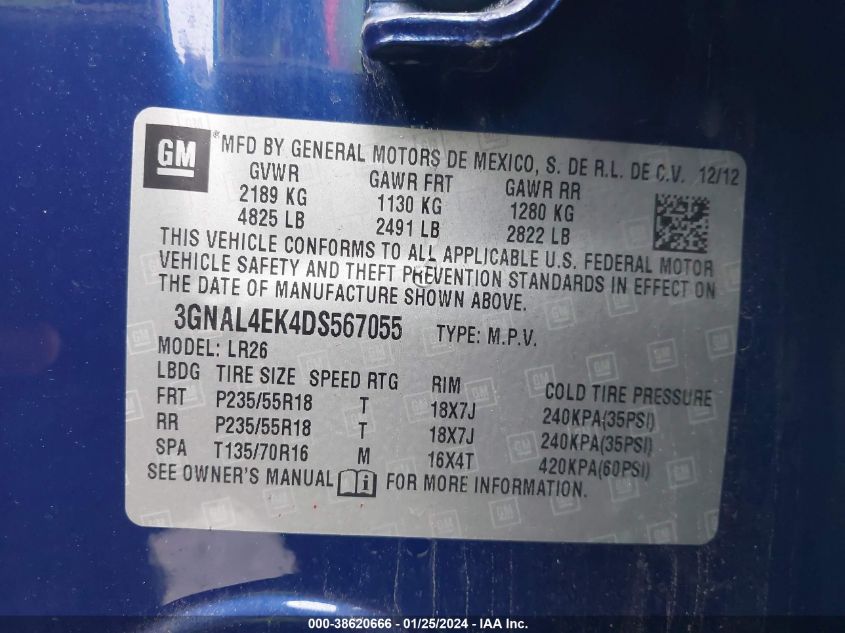 GM ®MFD BY GENERAL MOTORS DE MEXICO, S. DE R.L. DE C.V. 12/12
GVWR GAWR FRT GAWR RR
2189 KG 1130 KG 1280 KG
4825 LB 2491 LB 2822 LB
THIS VEHICLE CONFORMS TO ALL APPLICABLE U.S. FEDERAL MOTOR
VEHICLE SAFETY AND THEFT PREVENTION STANDARDS IN EFFECT ON
THE DATE OF MANUFACTURE SHOWN ABOVE.
3GNAL4EK4DS567055 TYPE: M.P.V.
MODEL: LR26
LBDG TIRE SIZE SPEED RTG RIM COLD TIRE PRESSURE
FRT P235/55R18 T 18X7J 240KPA(35PSI)
RR P235/55R18 T 18X7J 240KPA(35PSI)
SPA T135/70R16 M 16X4T 420KPA(60PSI)
SEE OWNER'S MANUAL i FOR MORE INFORMATION.
000-38620666 - 01/25/2024 - IAA Inc.